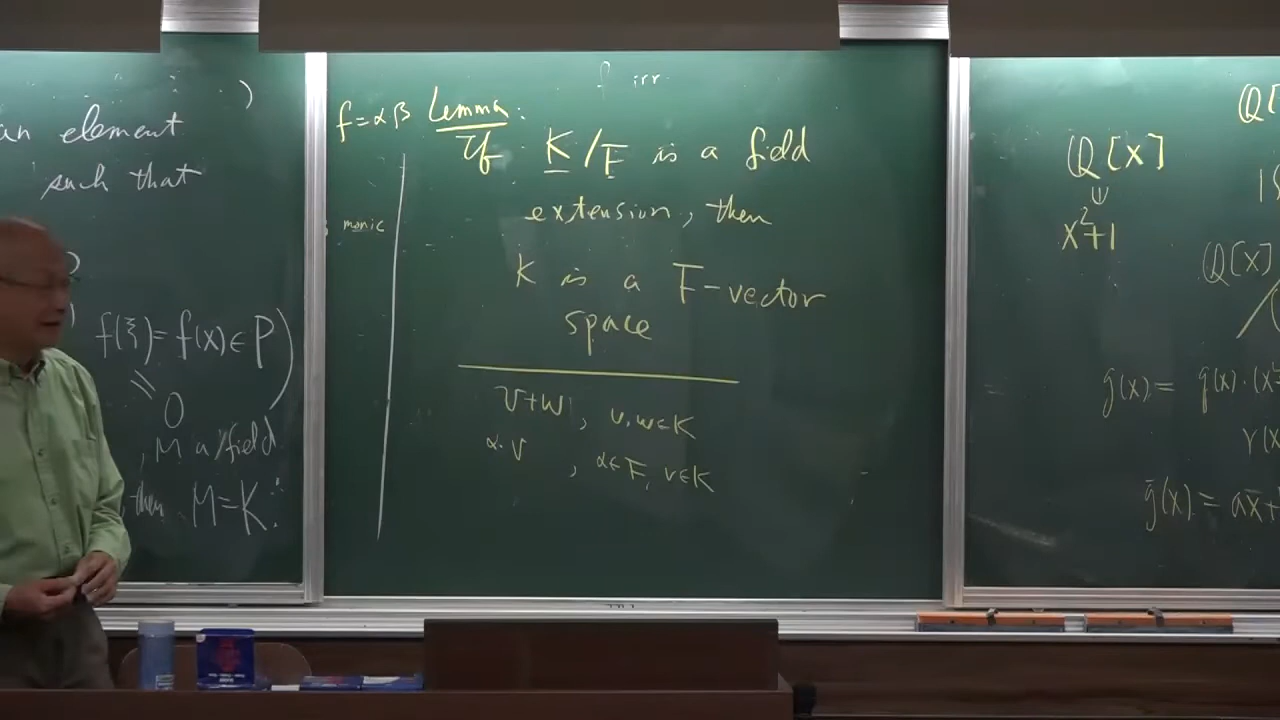 )
an element
such that
f(ξ)=f(x)∈P)
0
, M a field
then M=K
f irr.
f=αβ
monic
Lemma:
If K/F is a field
extension, then
K is a F-vector
space
v+w, v,w∈K
α·v, α∈F, v∈K
Q[
Q[x]
x²+1
Q[x]
g(x)= q(x)·(x²
r(x
ḡ(x)= ax̄+